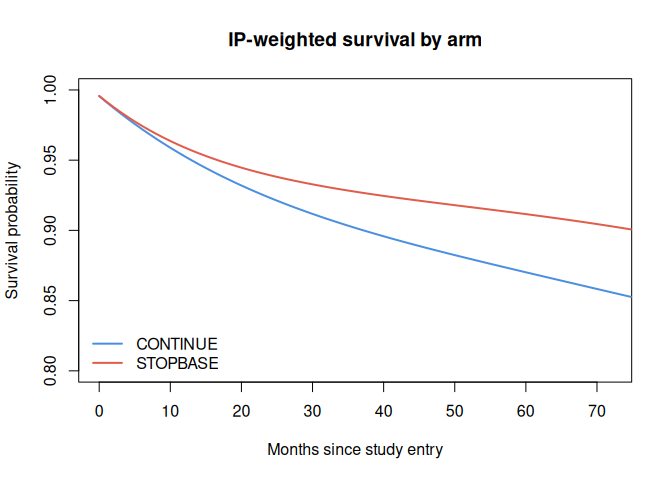 IP-weighted survival by arm
Survival probability
1.00
0.95
0.90
0.85
0.80
CONTINUE
STOPBASE
0 10 20 30 40 50 60 70
Months since study entry